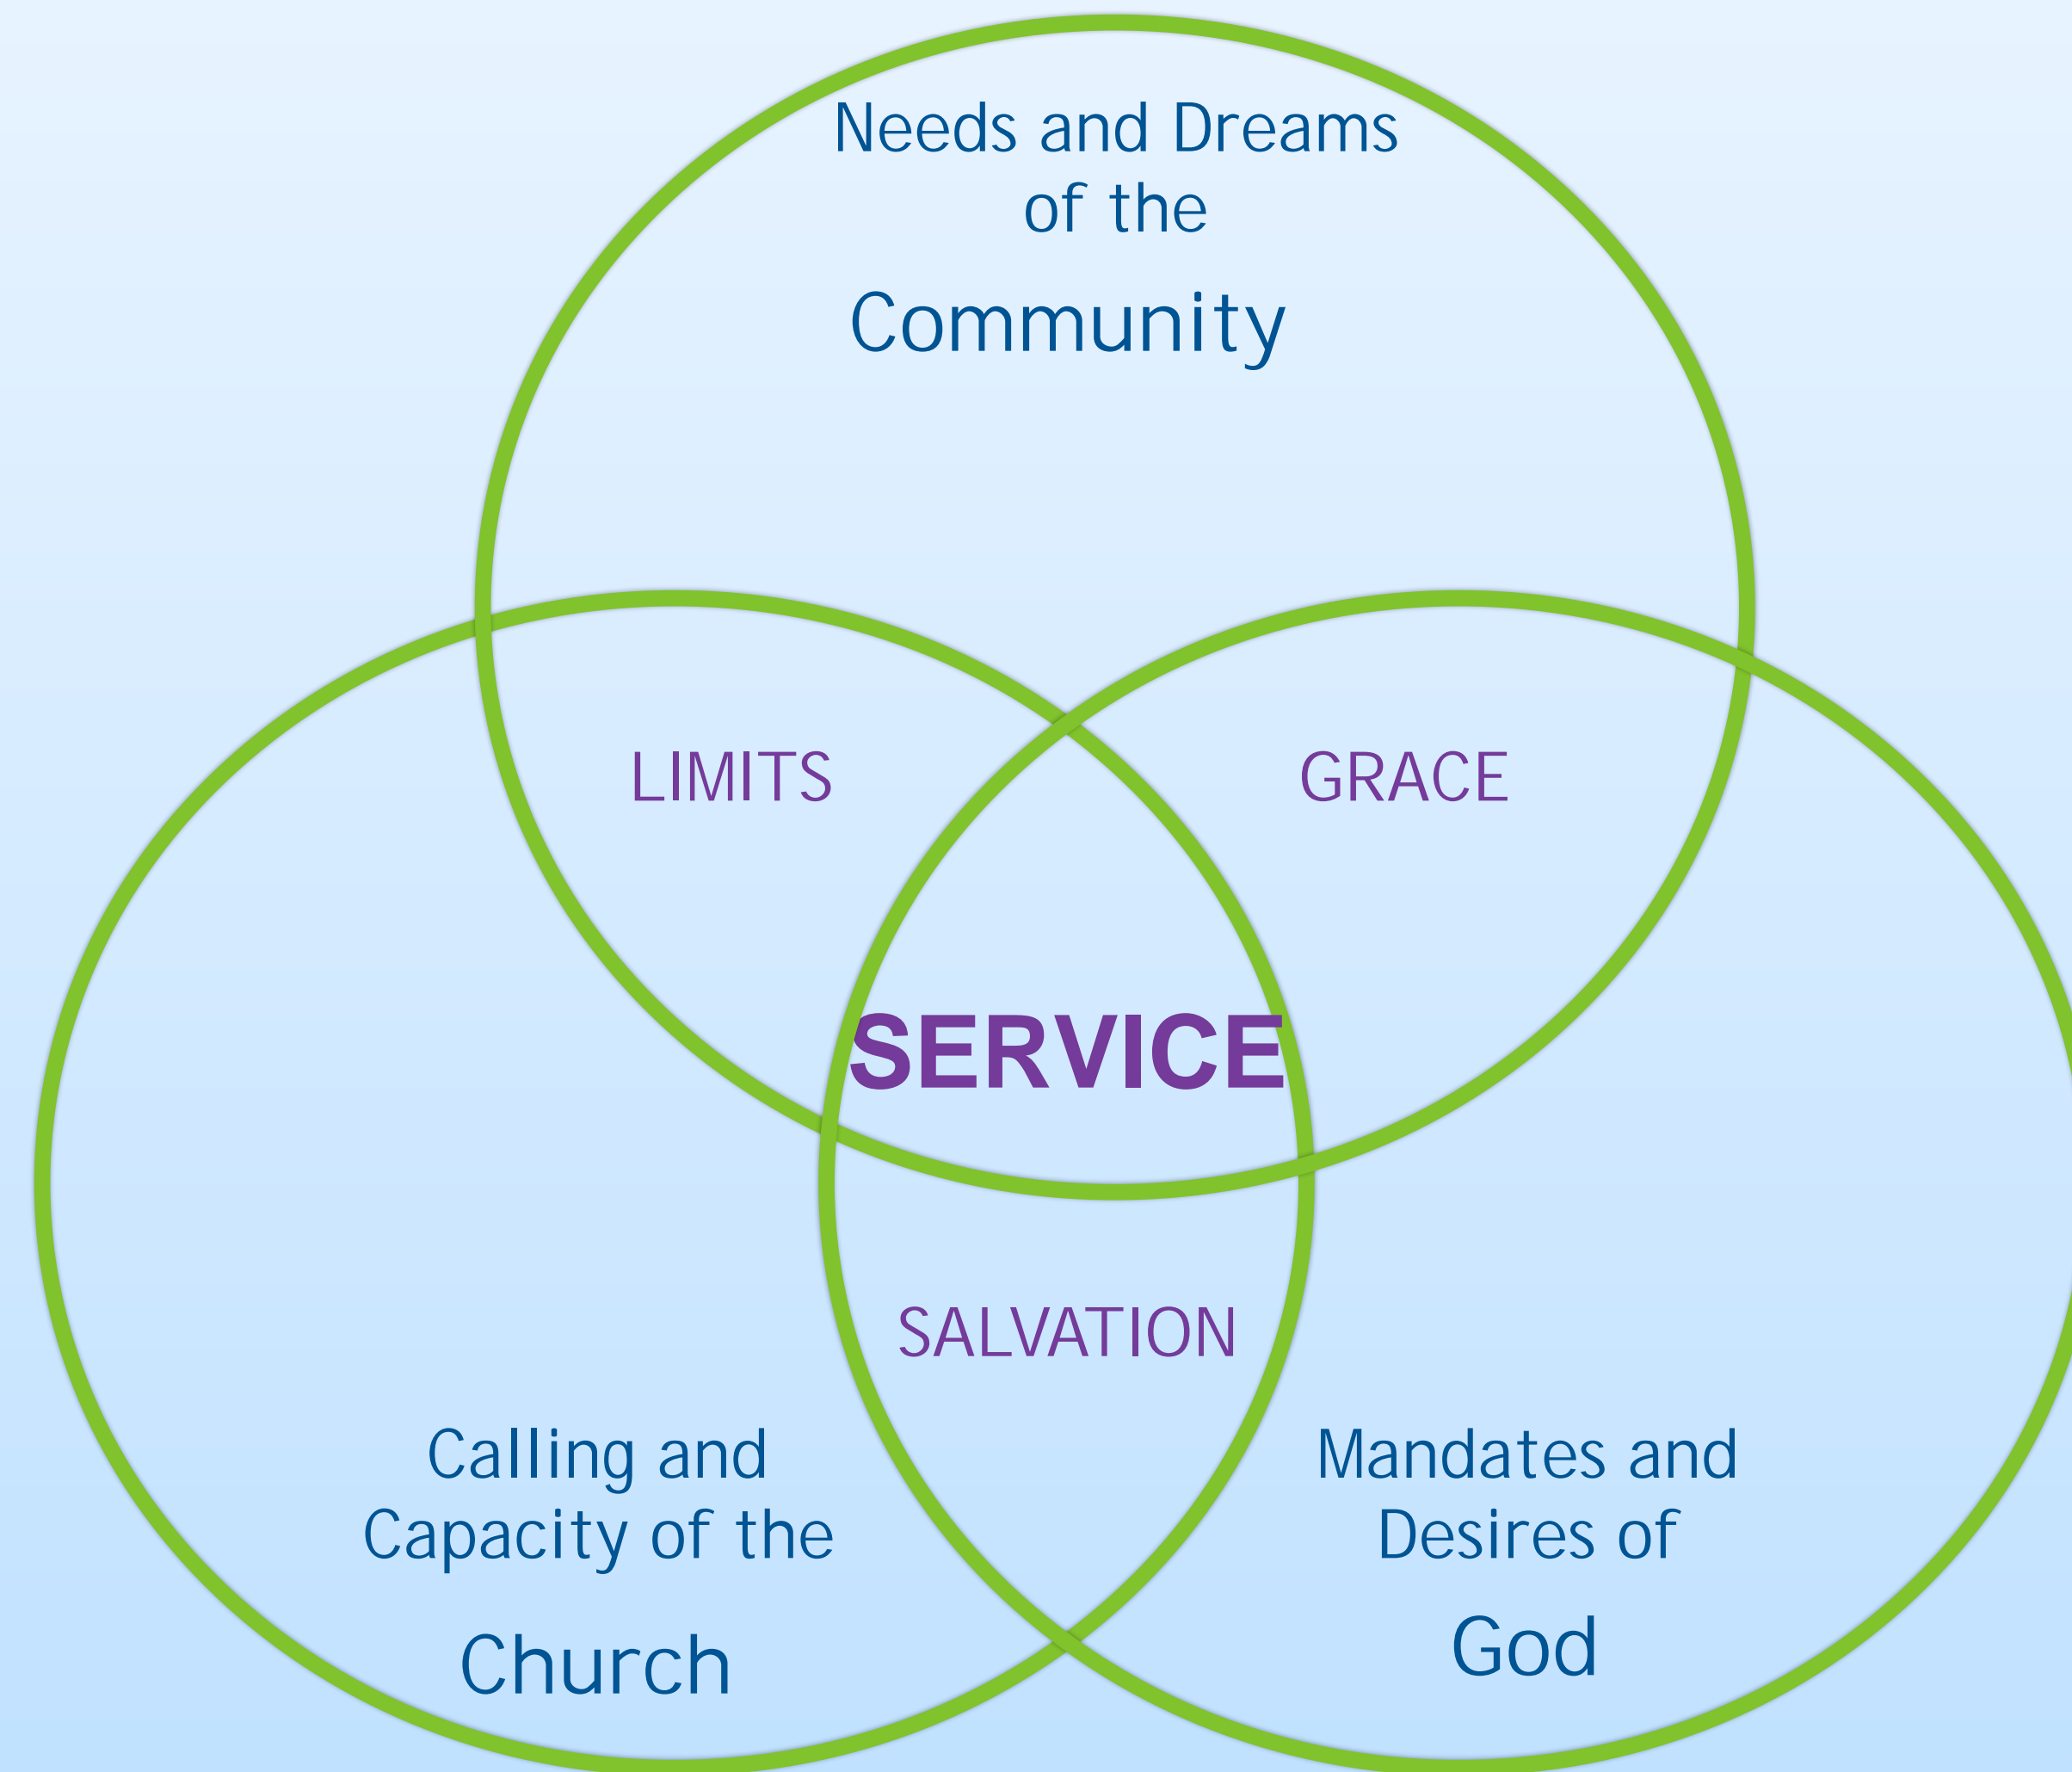 Needs and Dreams
of the
Community
LIMITS
GRACE
SERVICE
SALVATION
Calling and
Capacity of the
Church
Mandates and
Desires of
God